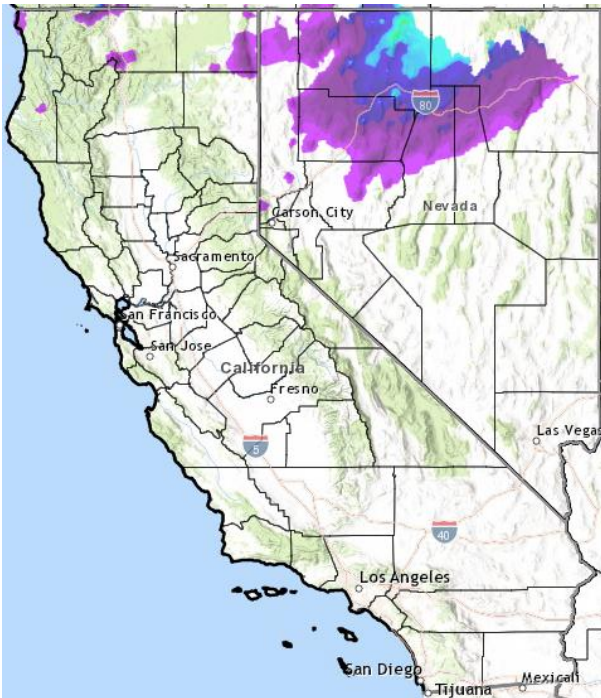 80
Carson City
Nevada
Sacramento
San Francisco
San Jose
California
Fresno
Las Vegas
5
40
Los Angeles
San Diego
Tijuana
Mexicali